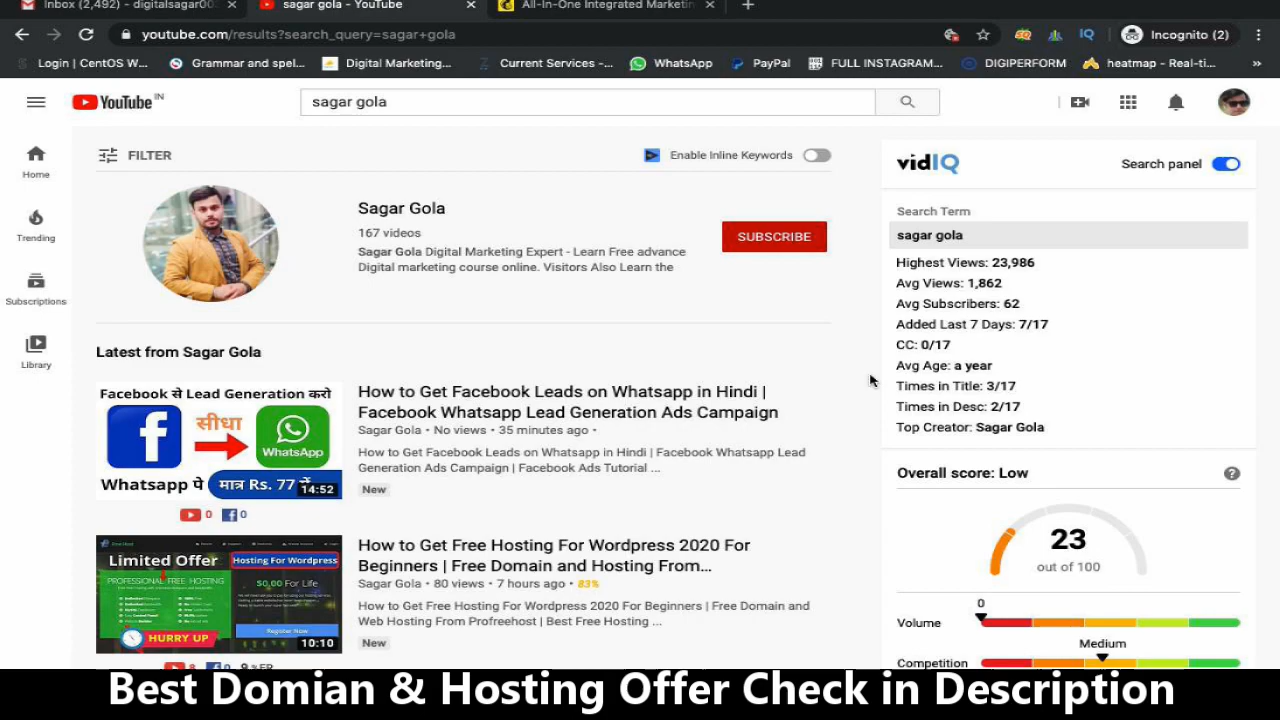 Inbox (2,492) - digitalsagar00
sagar gola - YouTube
All-In-One Integrated Marketin
youtube.com/results?search_query=sagar+gola
Incognito (2)
Login | CentOS W...
Grammar and spel...
Digital Marketing...
Current Services -...
WhatsApp
PayPal
FULL INSTAGRAM...
DIGIPERFORM
heatmap - Real-ti...
»
YouTube IN
sagar gola
Home
Trending
Subscriptions
Library
FILTER
Enable Inline Keywords
Sagar Gola
167 videos
Sagar Gola Digital Marketing Expert - Learn Free advance
Digital marketing course online. Visitors Also Learn the
SUBSCRIBE
Latest from Sagar Gola
Facebook से Lead Generation करो
सीधा
WhatsApp
Whatsapp पे मात्र Rs. 77 में
14:52
0
0
How to Get Facebook Leads on Whatsapp in Hindi |
Facebook Whatsapp Lead Generation Ads Campaign
Sagar Gola • No views • 35 minutes ago •
How to Get Facebook Leads on Whatsapp in Hindi | Facebook Whatsapp Lead
Generation Ads Campaign | Facebook Ads Tutorial ...
New
Limited Offer
Hosting For Wordpress
PROFESSIONAL FREE HOSTING
$0.00 For Life
Register Now
HURRY UP
10:10
How to Get Free Hosting For Wordpress 2020 For
Beginners | Free Domain and Hosting From...
Sagar Gola • 80 views • 7 hours ago • 83%
How to Get Free Hosting For Wordpress 2020 For Beginners | Free Domain and
Web Hosting From Profreehost | Best Free Hosting ...
New
vidIQ
Search panel
Search Term
sagar gola
Highest Views: 23,986
Avg Views: 1,862
Avg Subscribers: 62
Added Last 7 Days: 7/17
CC: 0/17
Avg Age: a year
Times in Title: 3/17
Times in Desc: 2/17
Top Creator: Sagar Gola
Overall score: Low
?
23
out of 100
0
Volume
Medium
Competition
Best Domian & Hosting Offer Check in Description